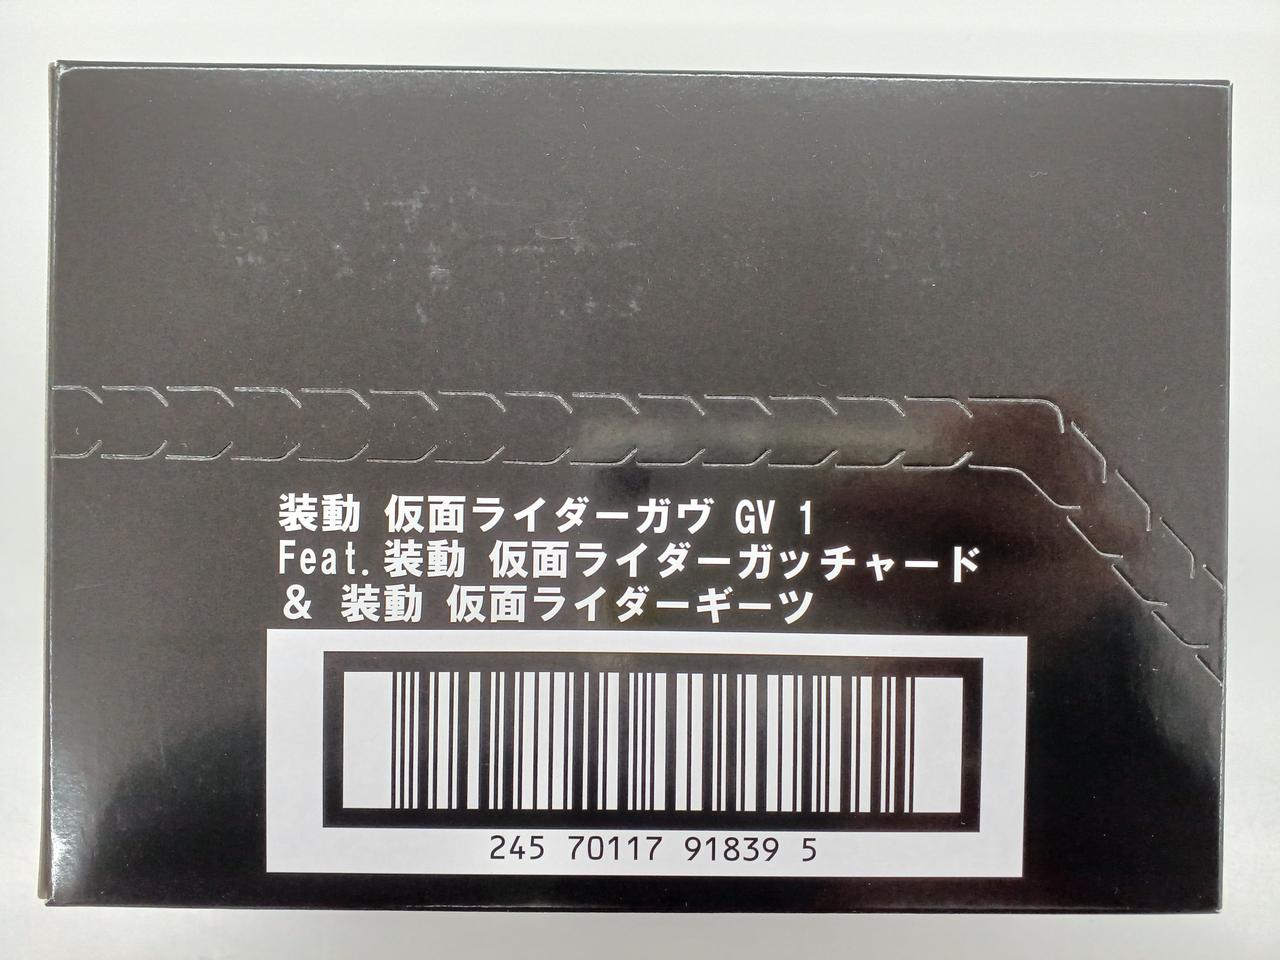 装動 仮面ライダーガヴ GV 1
Feat.装動 仮面ライダーガッチャード
& 装動 仮面ライダーギーツ
245 70117 91839 5